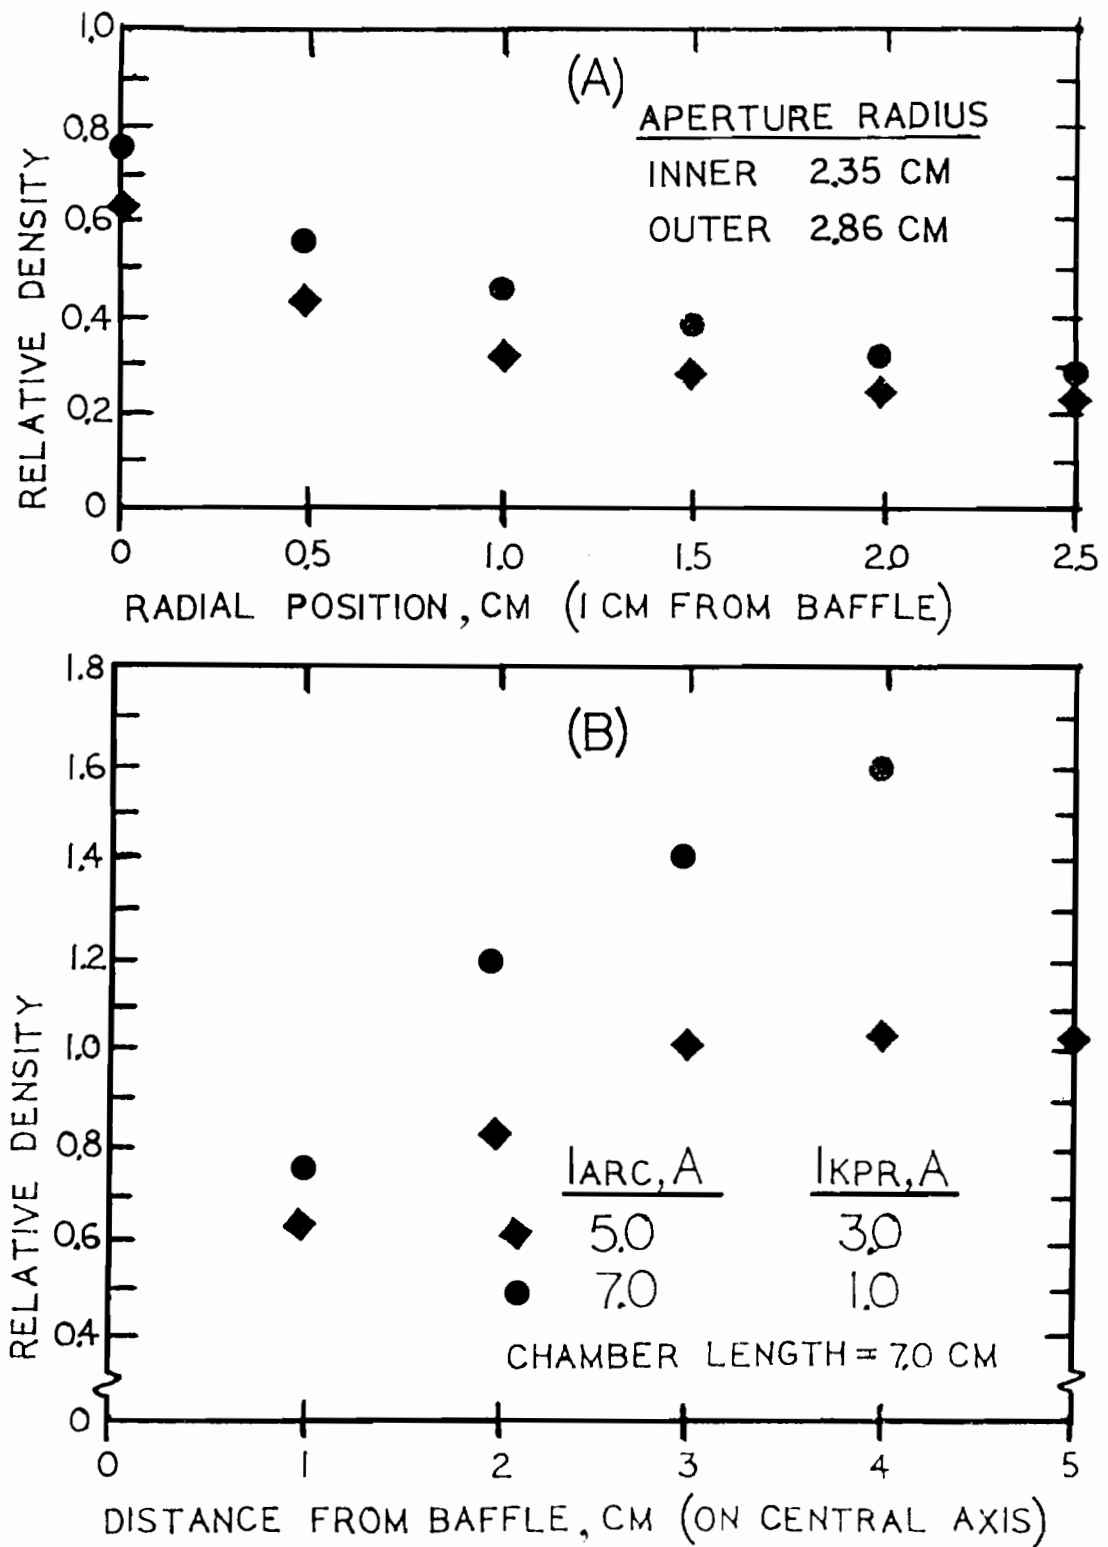 1.0
0.8
0.6
0.4
0.2
0
RELATIVE DENSITY
(A)
APERTURE RADIUS
INNER 2.35 CM
OUTER 2.86 CM
0 0.5 1.0 1.5 2.0 2.5
RADIAL POSITION, CM (1 CM FROM BAFFLE)
1.8
1.6
1.4
1.2
1.0
0.8
0.6
0.4
0
RELATIVE DENSITY
(B)
IARC, A IKPR, A
5.0 3.0
7.0 1.0
CHAMBER LENGTH = 7.0 CM
0 1 2 3 4 5
DISTANCE FROM BAFFLE, CM (ON CENTRAL AXIS)